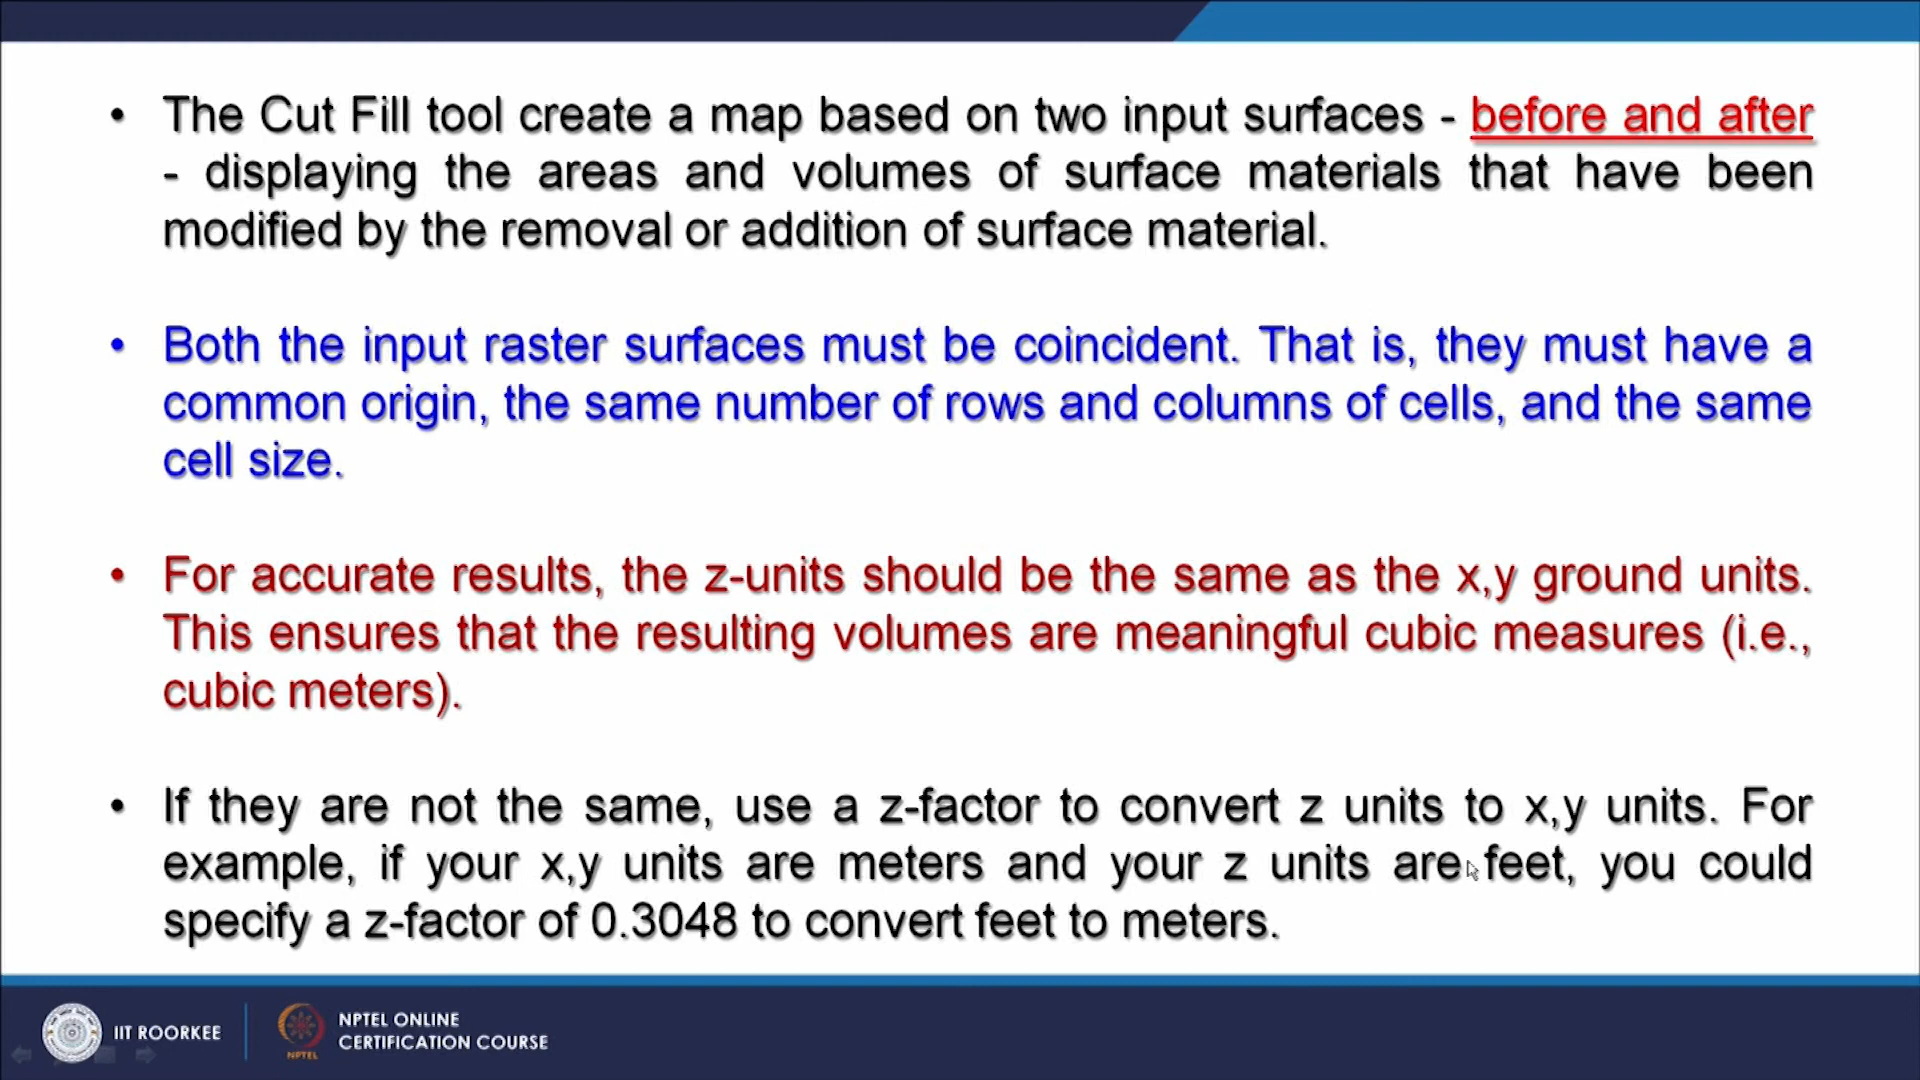 • The Cut Fill tool create a map based on two input surfaces - before and after
- displaying the areas and volumes of surface materials that have been
modified by the removal or addition of surface material.
• Both the input raster surfaces must be coincident. That is, they must have a
common origin, the same number of rows and columns of cells, and the same
cell size.
• For accurate results, the z-units should be the same as the x,y ground units.
This ensures that the resulting volumes are meaningful cubic measures (i.e.,
cubic meters).
• If they are not the same, use a z-factor to convert z units to x,y units. For
example, if your x,y units are meters and your z units are feet, you could
specify a z-factor of 0.3048 to convert feet to meters.
IIT ROORKEE
NPTEL
NPTEL ONLINE
CERTIFICATION COURSE